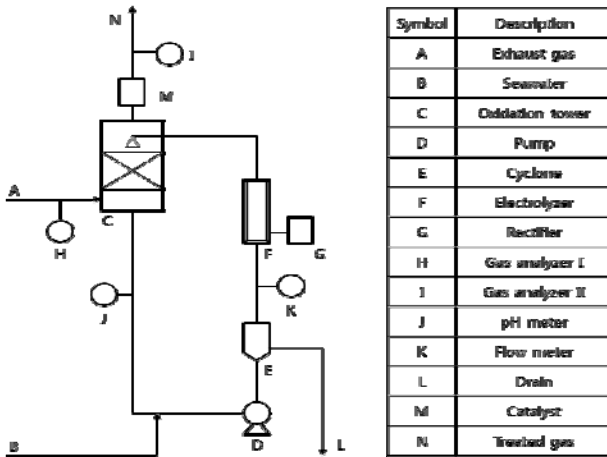 N
I
M
A
C
H
F
G
J
K
E
B
D
L
Symbol Description
A Exhaust gas
B Seawater
C Oxidation tower
D Pump
E Cyclone
F Electrolyzer
G Rectifier
H Gas analyzer I
I Gas analyzer II
J pH meter
K Flow meter
L Drain
M Catalyst
N Treated gas